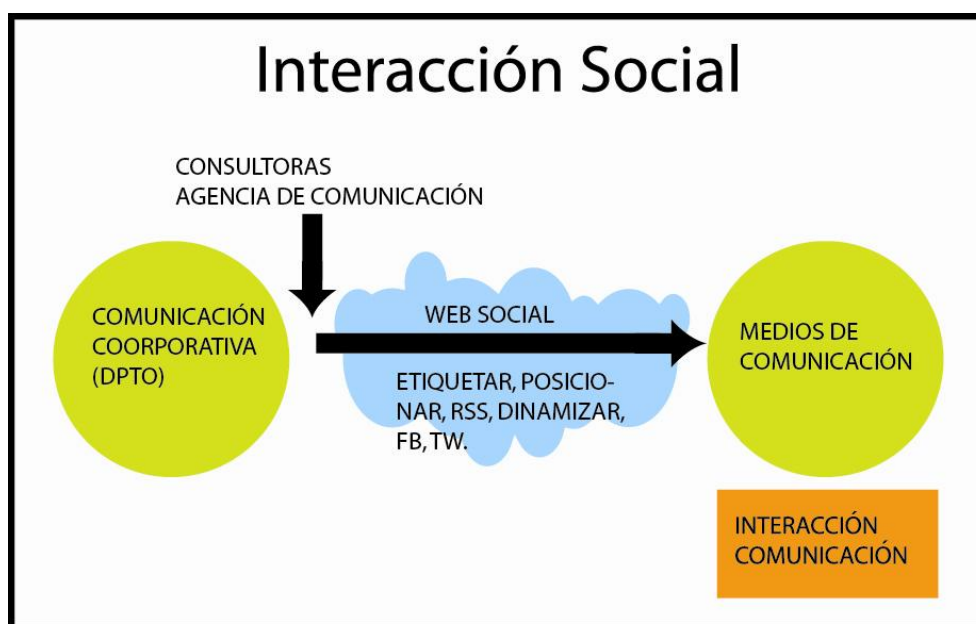 Interacción Social
CONSULTORAS
AGENCIA DE COMUNICACIÓN
COMUNICACIÓN
COORPORATIVA
(DPTO)
WEB SOCIAL
ETIQUETAR, POSICIO-
NAR, RSS, DINAMIZAR,
FB, TW.
MEDIOS DE
COMUNICACIÓN
INTERACCIÓN
COMUNICACIÓN